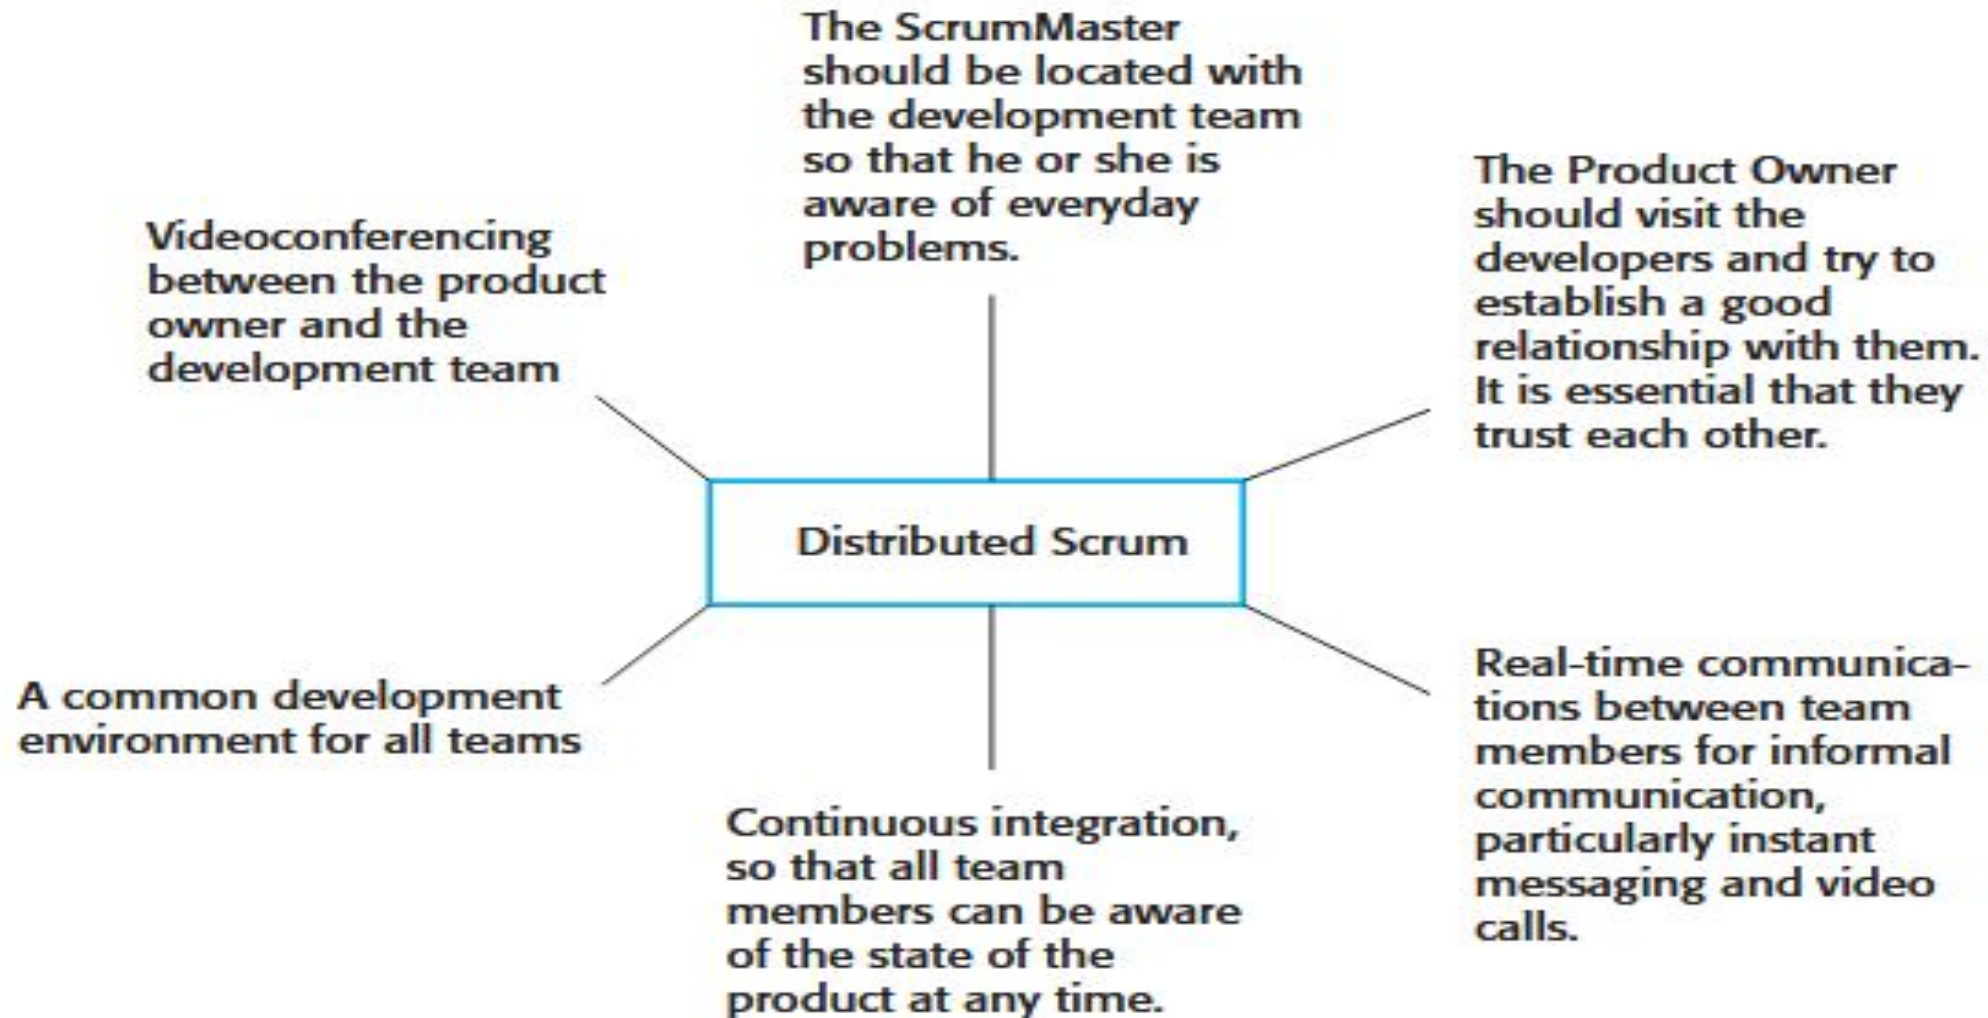 The ScrumMaster
should be located with
the development team
so that he or she is
aware of everyday
problems.
Videoconferencing
between the product
owner and the
development team
The Product Owner
should visit the
developers and try to
establish a good
relationship with them.
It is essential that they
trust each other.
Distributed Scrum
A common development
environment for all teams
Continuous integration,
so that all team
members can be aware
of the state of the
product at any time.
Real-time communica-
tions between team
members for informal
communication,
particularly instant
messaging and video
calls.